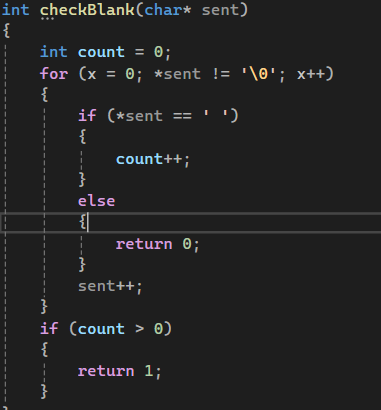 int checkBlank(char* sent)
{
int count = 0;
for (x = 0; *sent != '\0'; x++)
{
if (*sent == ' ')
{
count++;
}
else
{
return 0;
}
sent++;
}
if (count > 0)
{
return 1;
}
}